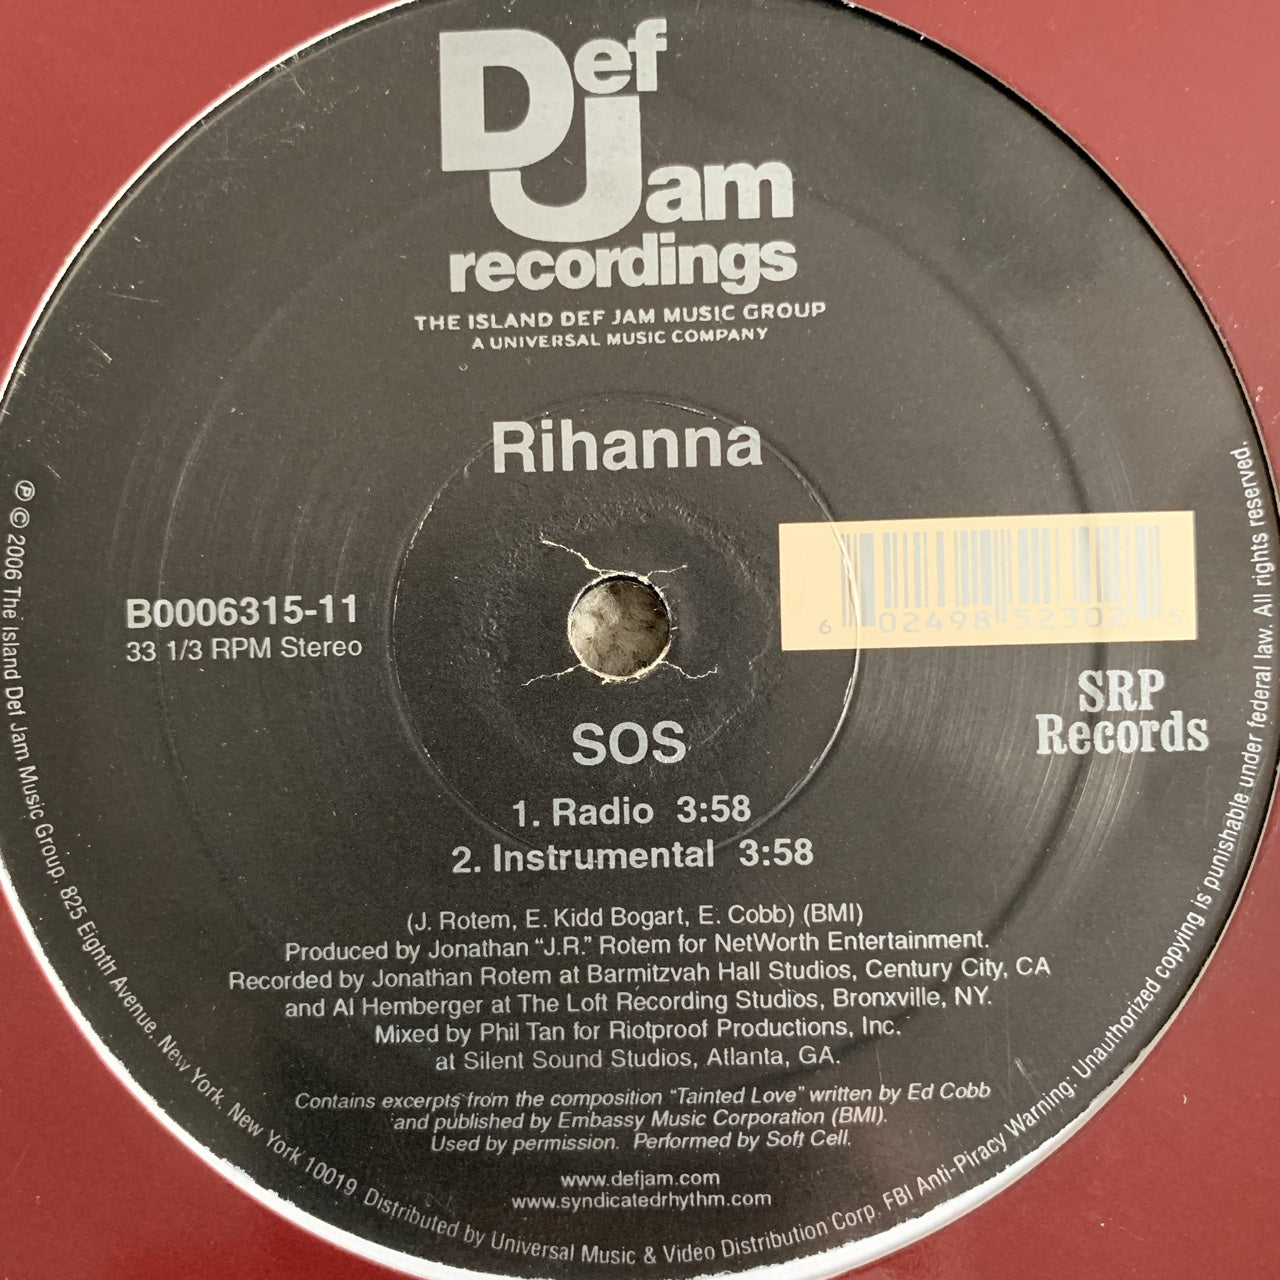 Def Jam
recordings
THE ISLAND DEF JAM MUSIC GROUP
A UNIVERSAL MUSIC COMPANY
Rihanna
B0006315-11
33 1/3 RPM Stereo
6 02498 52302 5
SRP
Records
SOS
1. Radio 3:58
2. Instrumental 3:58
(J. Rotem, E. Kidd Bogart, E. Cobb) (BMI)
Produced by Jonathan “J.R.” Rotem for NetWorth Entertainment.
Recorded by Jonathan Rotem at Barmitzvah Hall Studios, Century City, CA
and Al Hemberger at The Loft Recording Studios, Bronxville, NY.
Mixed by Phil Tan for Riotproof Productions, Inc.
at Silent Sound Studios, Atlanta, GA.
Contains excerpts from the composition “Tainted Love” written by Ed Cobb
and published by Embassy Music Corporation (BMI).
Used by permission. Performed by Soft Cell.
www.defjam.com
www.syndicatedrhythm.com
℗ © 2006 The Island Def Jam Music Group, 825 Eighth Avenue, New York, New York 10019. Distributed by Universal Music & Video Distribution Corp. FBI Anti-Piracy Warning: Unauthorized copying is punishable under federal law. All rights reserved.